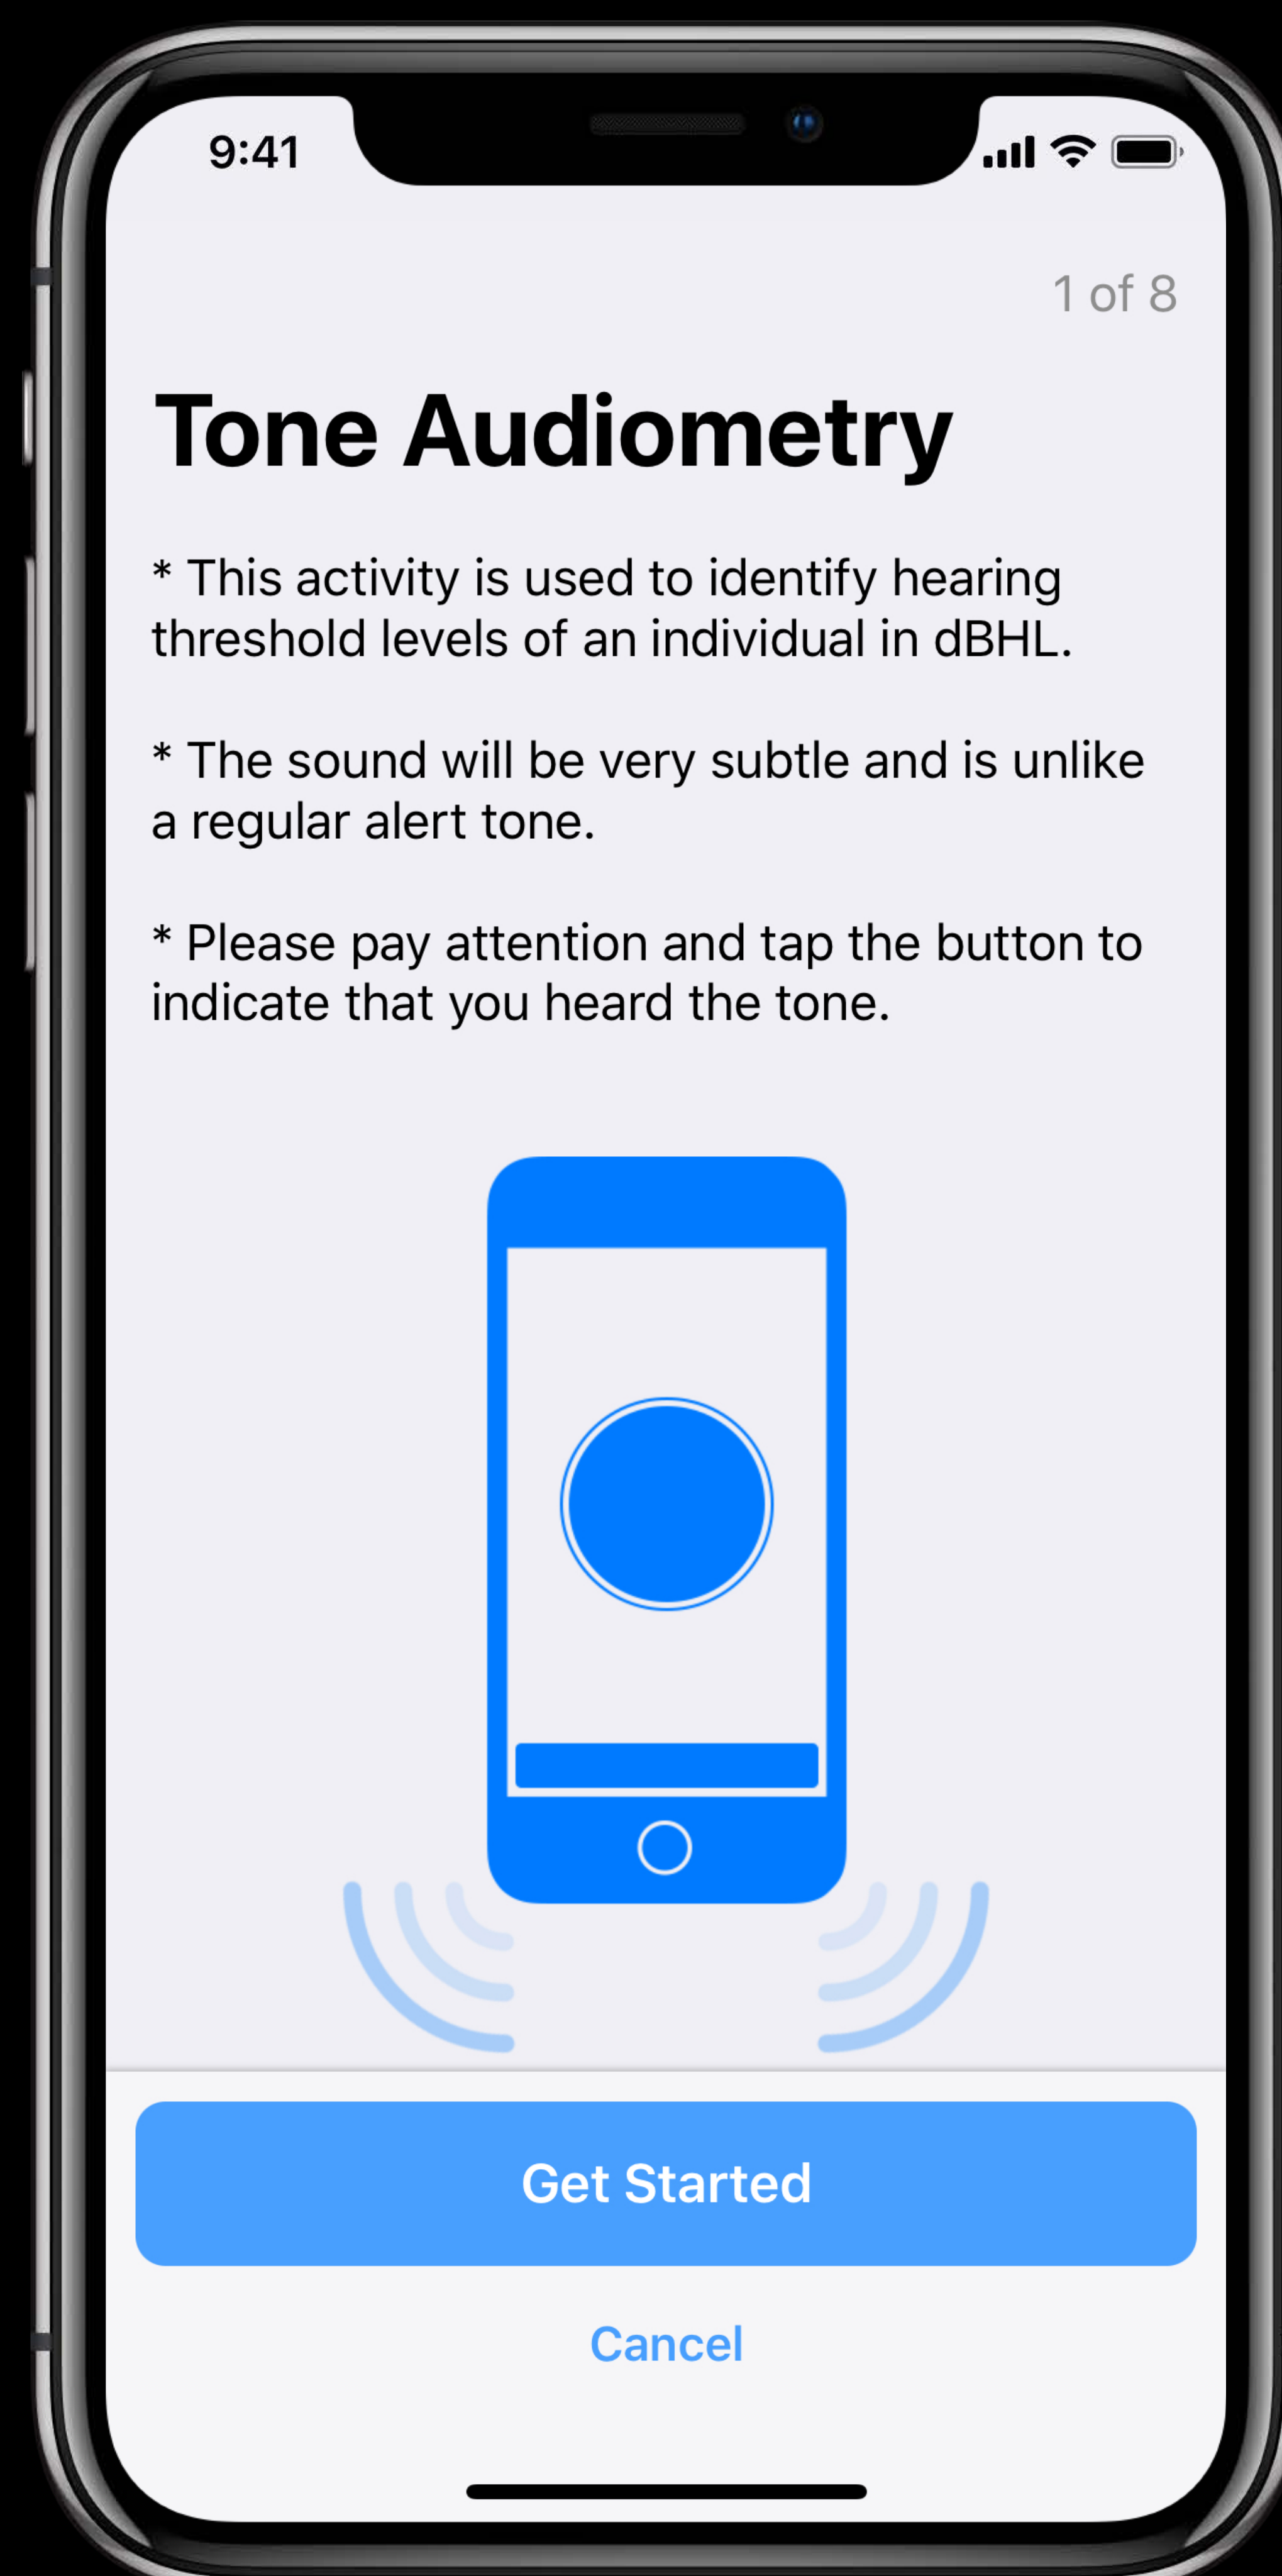 9:41
1 of 8
Tone Audiometry
* This activity is used to identify hearing
threshold levels of an individual in dBHL.
* The sound will be very subtle and is unlike
a regular alert tone.
* Please pay attention and tap the button to
indicate that you heard the tone.
Get Started
Cancel